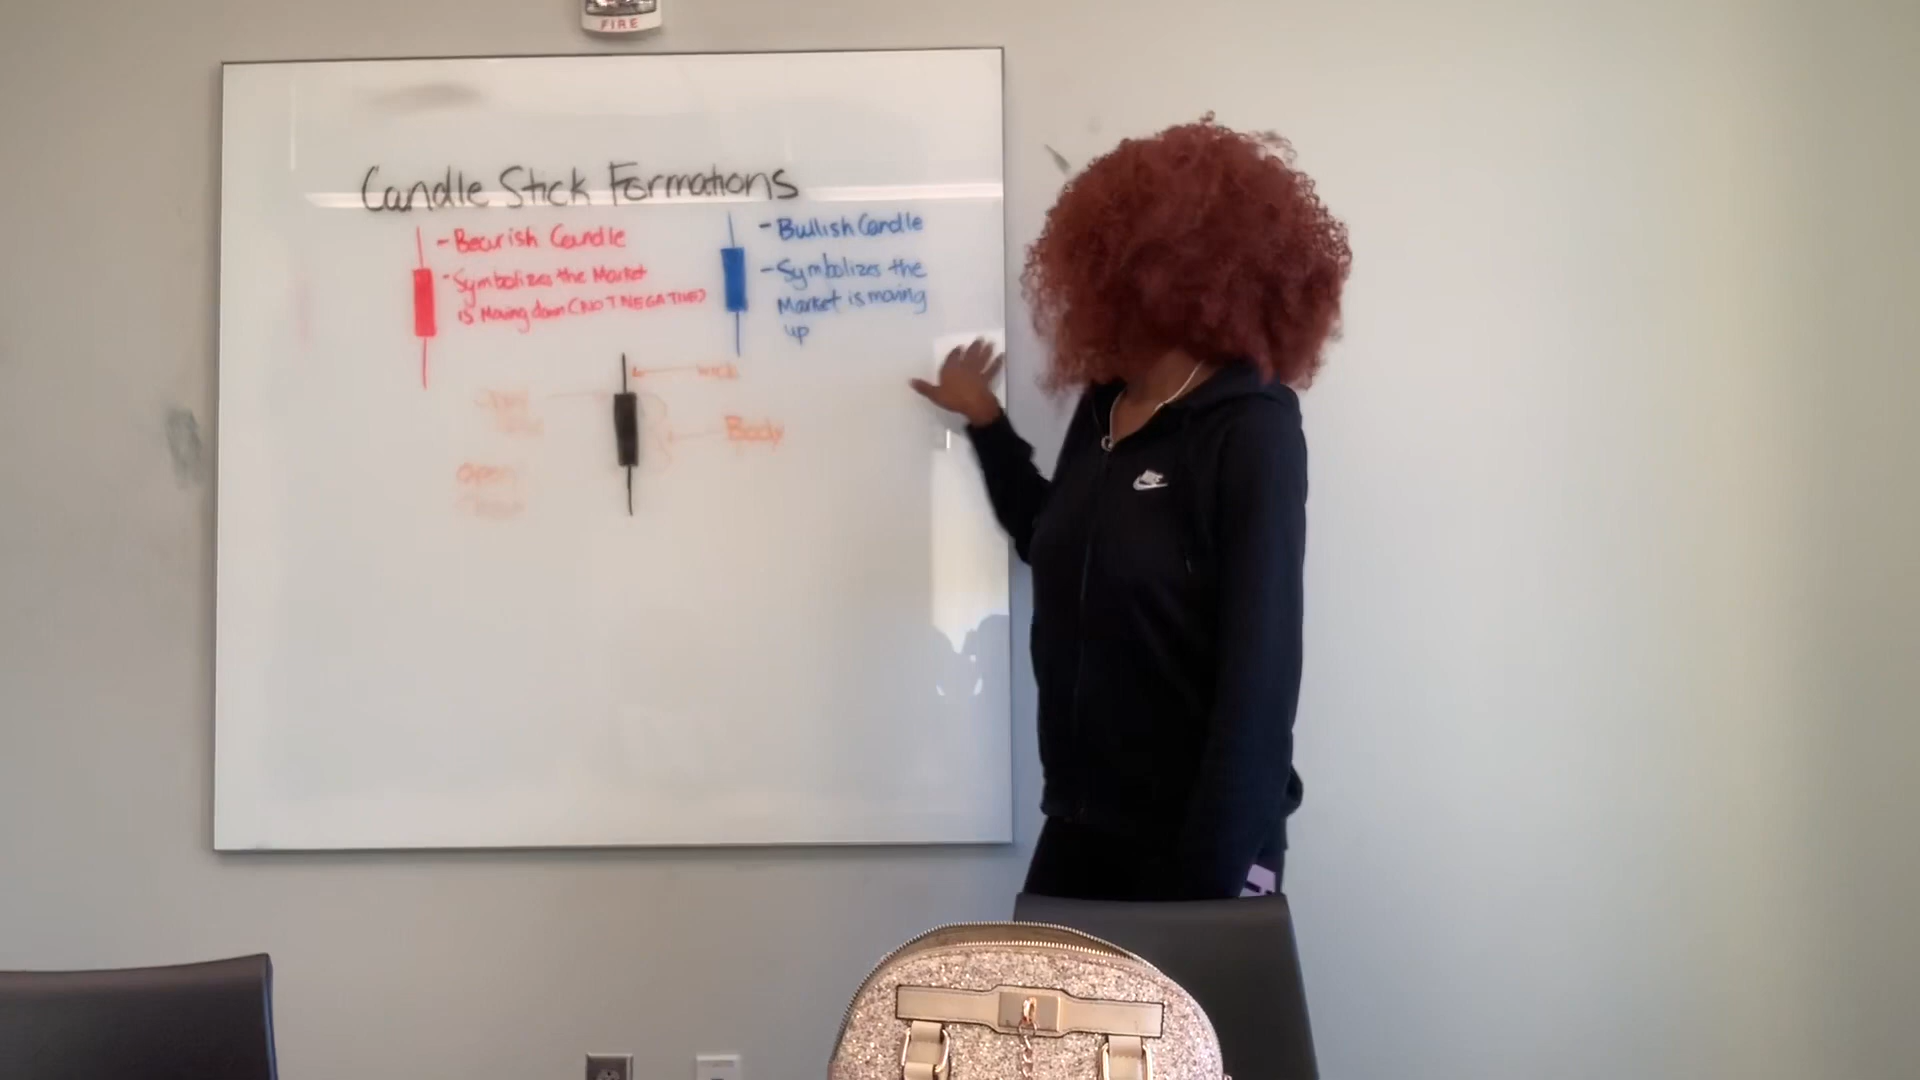 FIRE
Candle Stick Formations
- Bearish Candle
- Symbolizes the Market
is Moving down (NOT NEGATIVE)
- Bullish Candle
- Symbolizes the
Market is moving
up
wick
Body
Open